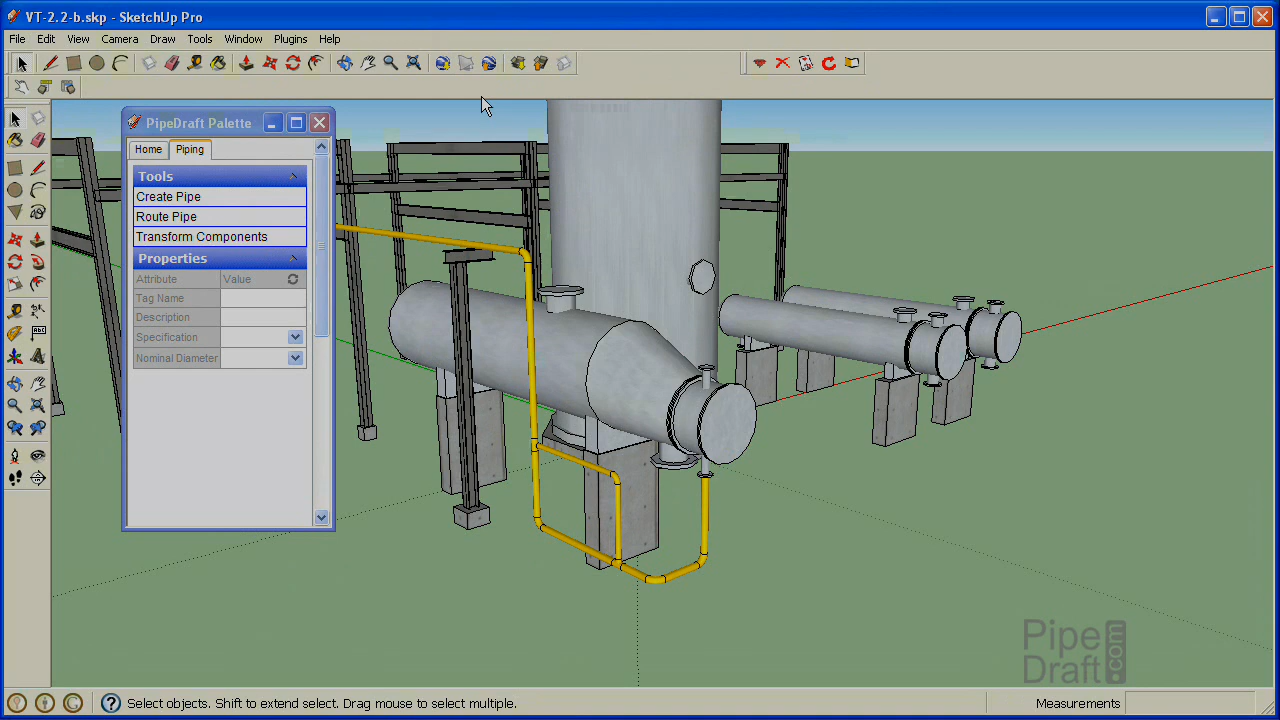 VT-2.2-b.skp - SketchUp Pro
File Edit View Camera Draw Tools Window Plugins Help
PipeDraft Palette
Home Piping
Tools
Create Pipe
Route Pipe
Transform Components
Properties
Attribute Value
Tag Name
Description
Specification
Nominal Diameter
Abc
Pipe
Draft
.com
Select objects. Shift to extend select. Drag mouse to select multiple.
Measurements